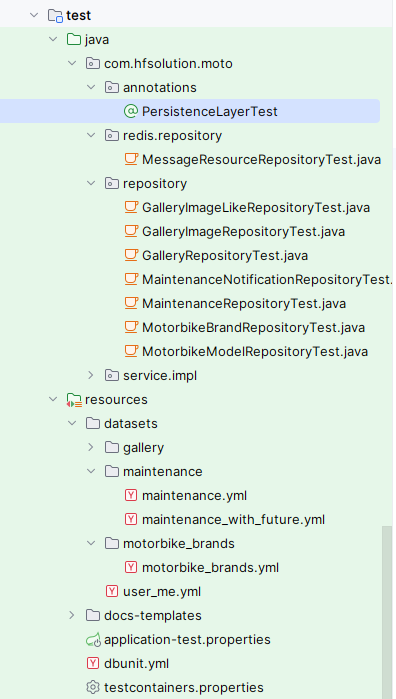 test
java
com.hfsolution.moto
annotations
PersistenceLayerTest
redis.repository
MessageResourceRepositoryTest.java
repository
GalleryImageLikeRepositoryTest.java
GalleryImageRepositoryTest.java
GalleryRepositoryTest.java
MaintenanceNotificationRepositoryTest.
MaintenanceRepositoryTest.java
MotorbikeBrandRepositoryTest.java
MotorbikeModelRepositoryTest.java
service.impl
resources
datasets
gallery
maintenance
maintenance.yml
maintenance_with_future.yml
motorbike_brands
motorbike_brands.yml
user_me.yml
docs-templates
application-test.properties
dbunit.yml
testcontainers.properties